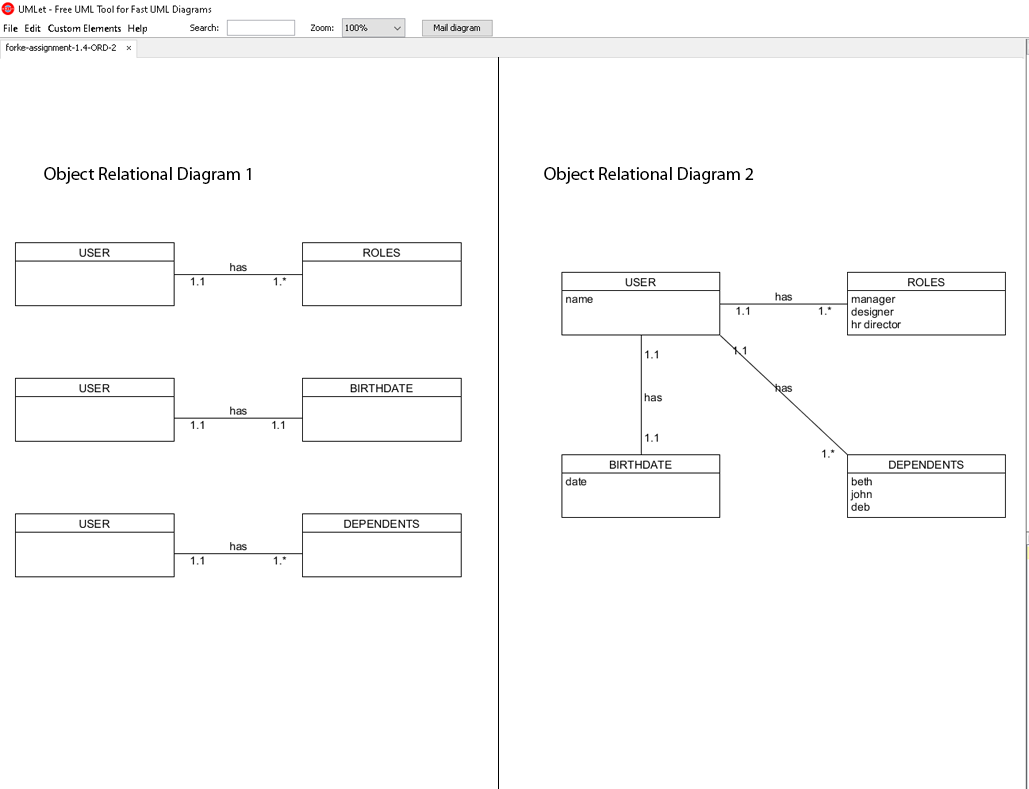 UMLet - Free UML Tool for Fast UML Diagrams
File Edit Custom Elements Help Search: Zoom: 100% Mail diagram
forke-assignment-1.4-ORD-2 ×
Object Relational Diagram 1
USER
has
1.1 1.*
ROLES
USER
has
1.1 1.1
BIRTHDATE
USER
has
1.1 1.*
DEPENDENTS
Object Relational Diagram 2
USER
name
has
1.1 1.*
ROLES
manager
designer
hr director
1.1
has
1.1
1.1
has
1.*
BIRTHDATE
date
DEPENDENTS
beth
john
deb